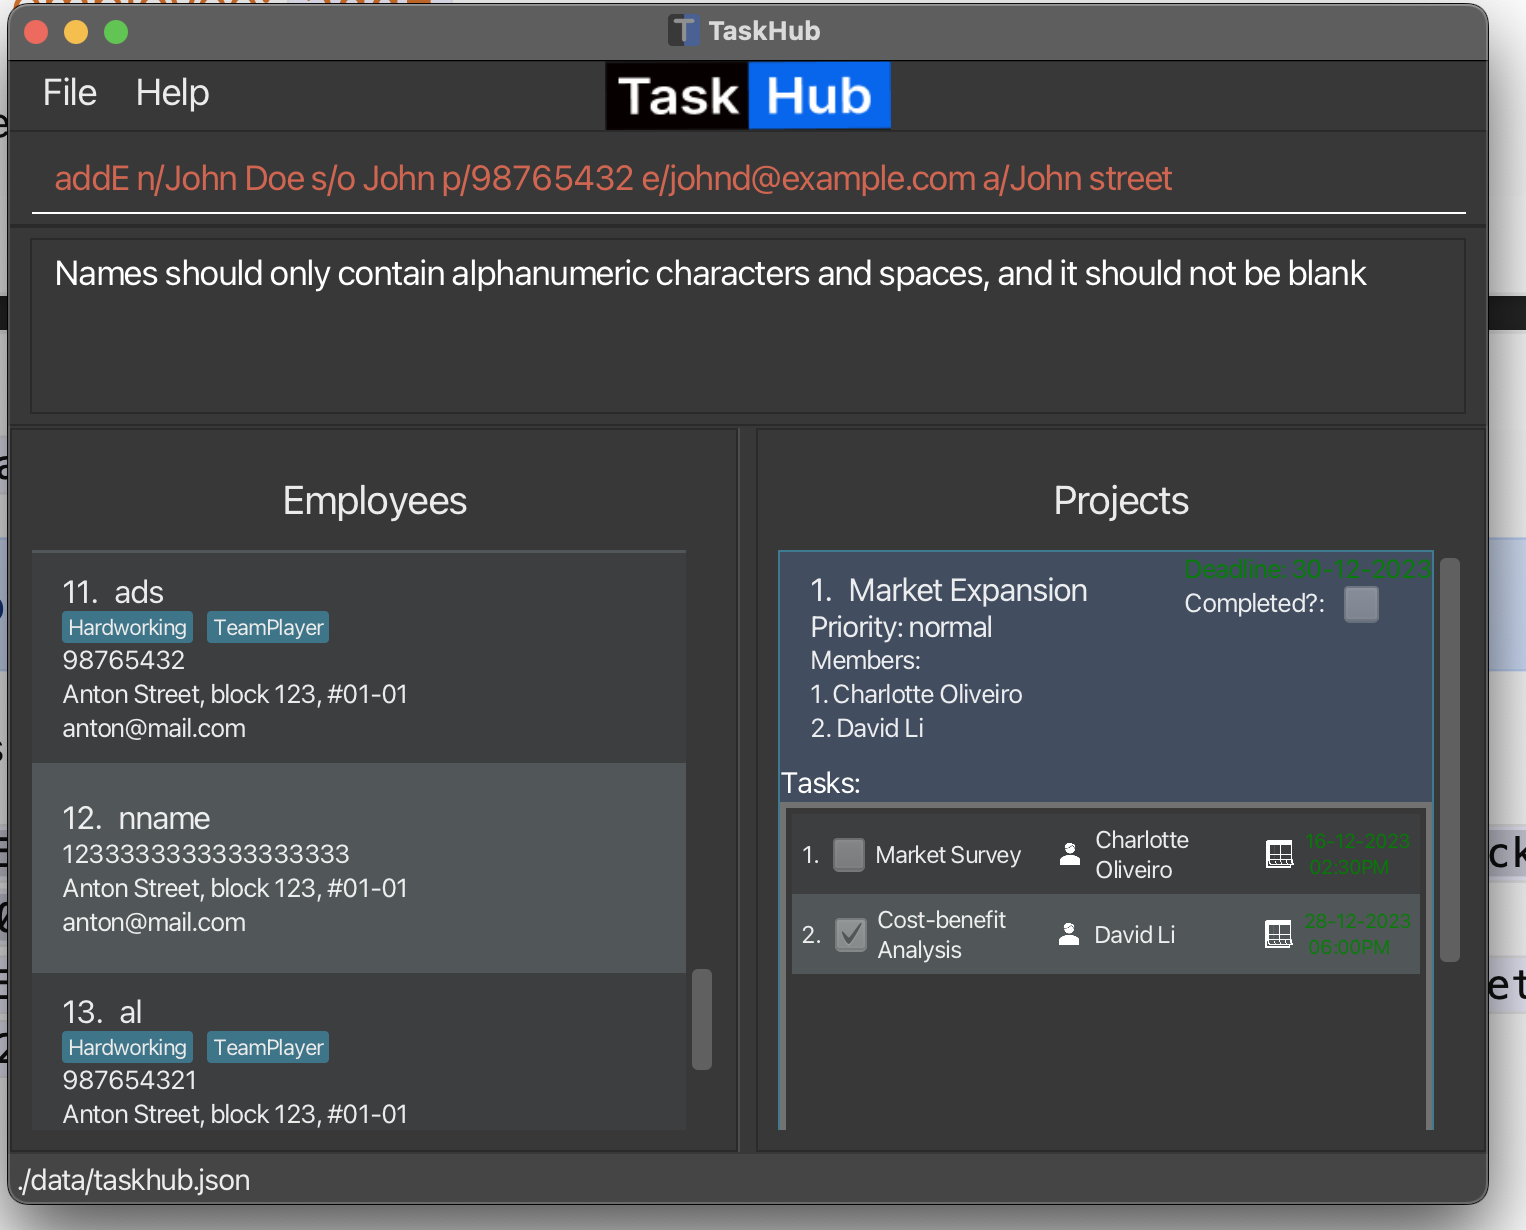 TaskHub
File Help
Task Hub
addE n/John Doe s/o John p/98765432 e/johnd@example.com a/John street
Names should only contain alphanumeric characters and spaces, and it should not be blank
Employees
11. ads
Hardworking TeamPlayer
98765432
Anton Street, block 123, #01-01
anton@mail.com
12. nname
1233333333333333333
Anton Street, block 123, #01-01
anton@mail.com
13. al
Hardworking TeamPlayer
987654321
Anton Street, block 123, #01-01
Projects
1. Market Expansion
Deadline: 30-12-2023
Completed?:
Priority: normal
Members:
1. Charlotte Oliveiro
2. David Li
Tasks:
1. Market Survey
Charlotte
Oliveiro
16-12-2023
02:30PM
2. Cost-benefit
Analysis
David Li
28-12-2023
06:00PM
./data/taskhub.json